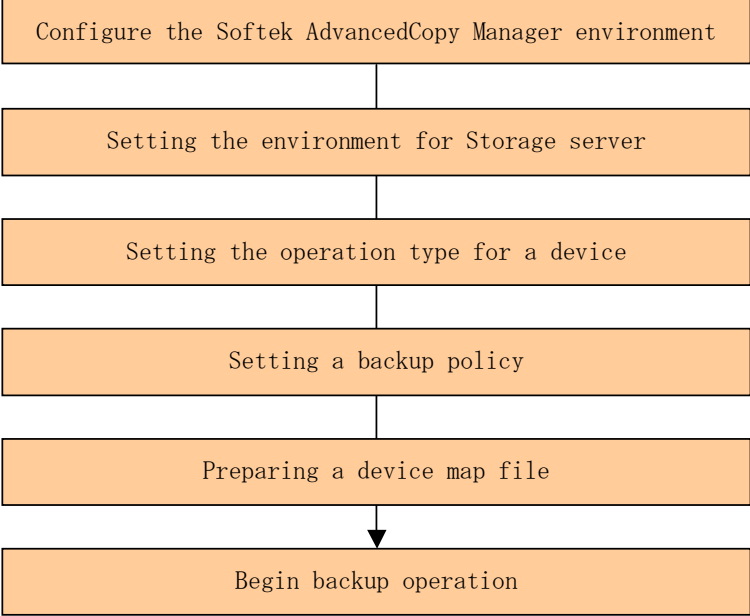 Configure the Softek AdvancedCopy Manager environment
Setting the environment for Storage server
Setting the operation type for a device
Setting a backup policy
Preparing a device map file
Begin backup operation